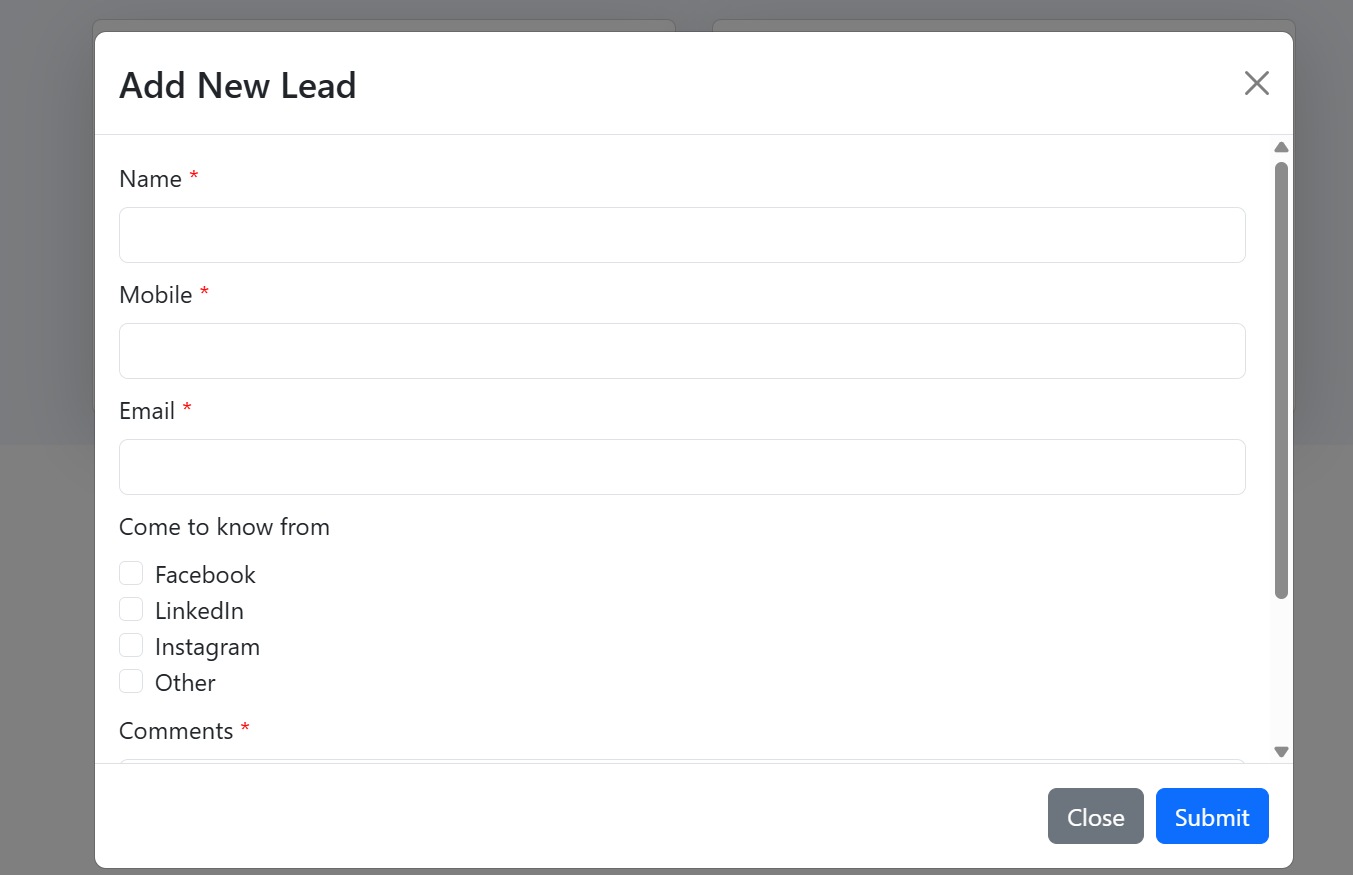 Add New Lead
Name *
Mobile *
Email *
Come to know from
Facebook
LinkedIn
Instagram
Other
Comments *
Close Submit